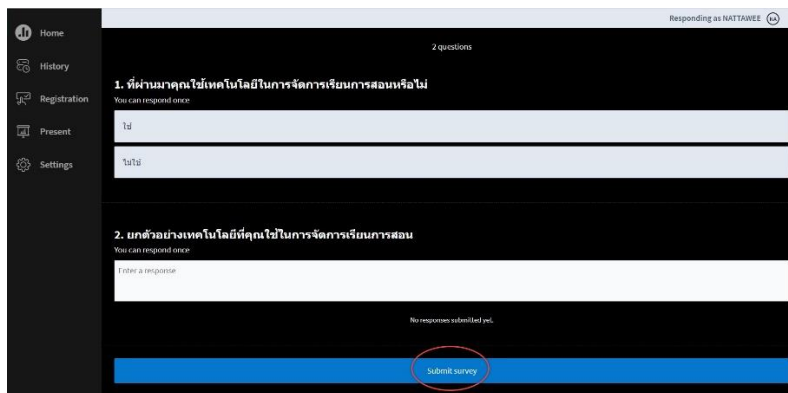 Responding as NATTAWEE NA
Home
History
Registration
Present
Settings
2 questions
1. ที่ผ่านมาคุณใช้เทคโนโลยีในการจัดการเรียนการสอนหรือไม่
You can respond once
ใช่
ไม่ใช่
2. ยกตัวอย่างเทคโนโลยีที่คุณใช้ในการจัดการเรียนการสอน
You can respond once
Enter a response
No responses submitted yet.
Submit survey